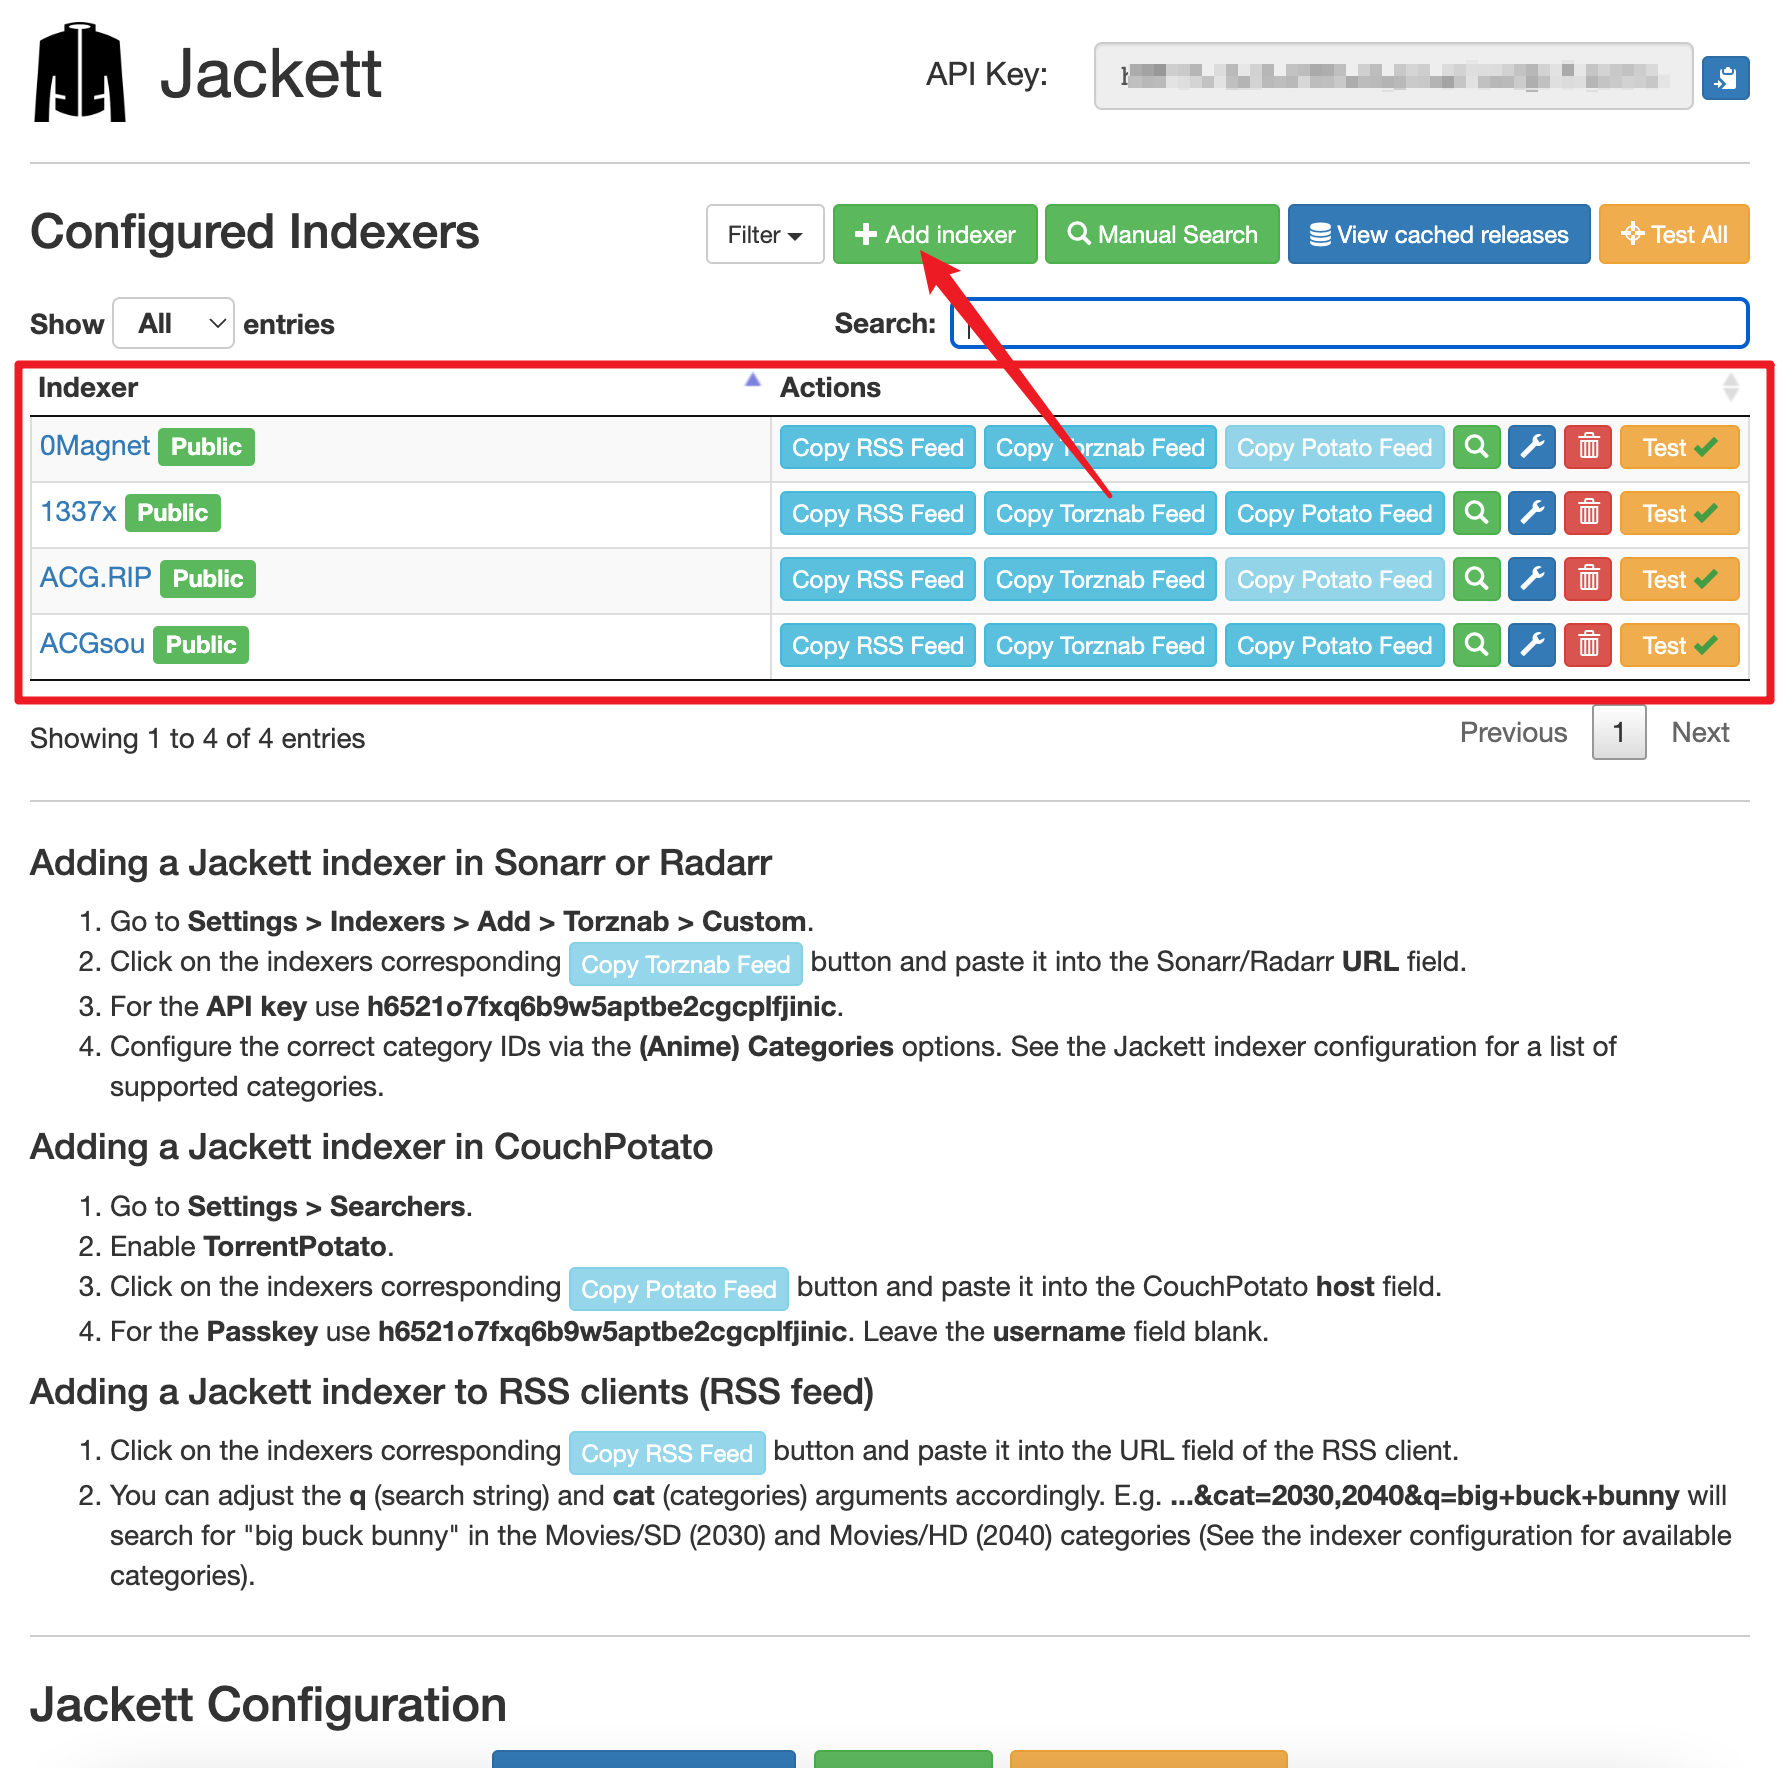 Jackett
API Key:
Configured Indexers
Filter
Add indexer
Manual Search
View cached releases
Test All
Show All entries
Search:
Indexer Actions
0Magnet Public Copy RSS Feed Copy Torznab Feed Copy Potato Feed Test
1337x Public Copy RSS Feed Copy Torznab Feed Copy Potato Feed Test
ACG.RIP Public Copy RSS Feed Copy Torznab Feed Copy Potato Feed Test
ACGsou Public Copy RSS Feed Copy Torznab Feed Copy Potato Feed Test
Showing 1 to 4 of 4 entries
Previous 1 Next
Adding a Jackett indexer in Sonarr or Radarr
1. Go to Settings > Indexers > Add > Torznab > Custom.
2. Click on the indexers corresponding Copy Torznab Feed button and paste it into the Sonarr/Radarr URL field.
3. For the API key use h6521o7fxq6b9w5aptbe2cgcplfjinic.
4. Configure the correct category IDs via the (Anime) Categories options. See the Jackett indexer configuration for a list of
supported categories.
Adding a Jackett indexer in CouchPotato
1. Go to Settings > Searchers.
2. Enable TorrentPotato.
3. Click on the indexers corresponding Copy Potato Feed button and paste it into the CouchPotato host field.
4. For the Passkey use h6521o7fxq6b9w5aptbe2cgcplfjinic. Leave the username field blank.
Adding a Jackett indexer to RSS clients (RSS feed)
1. Click on the indexers corresponding Copy RSS Feed button and paste it into the URL field of the RSS client.
2. You can adjust the q (search string) and cat (categories) arguments accordingly. E.g. ...&cat=2030,2040&q=big+buck+bunny will
search for "big buck bunny" in the Movies/SD (2030) and Movies/HD (2040) categories (See the indexer configuration for available
categories).
Jackett Configuration